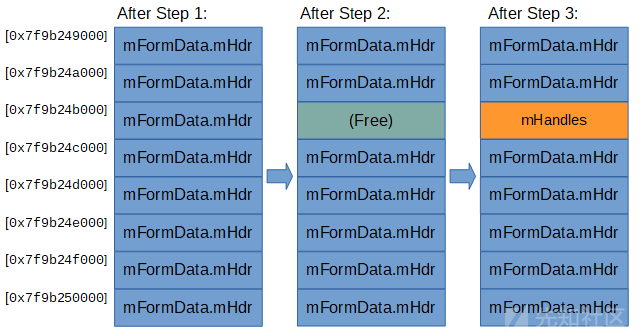 After Step 1: After Step 2: After Step 3:
[0x7f9b249000] mFormData.mHdr mFormData.mHdr mFormData.mHdr
[0x7f9b24a000] mFormData.mHdr mFormData.mHdr mFormData.mHdr
[0x7f9b24b000] mFormData.mHdr (Free) mHandles
[0x7f9b24c000] mFormData.mHdr mFormData.mHdr mFormData.mHdr
[0x7f9b24d000] mFormData.mHdr mFormData.mHdr mFormData.mHdr
[0x7f9b24e000] mFormData.mHdr mFormData.mHdr mFormData.mHdr
[0x7f9b24f000] mFormData.mHdr mFormData.mHdr mFormData.mHdr
[0x7f9b250000] mFormData.mHdr mFormData.mHdr mFormData.mHdr
先知社区